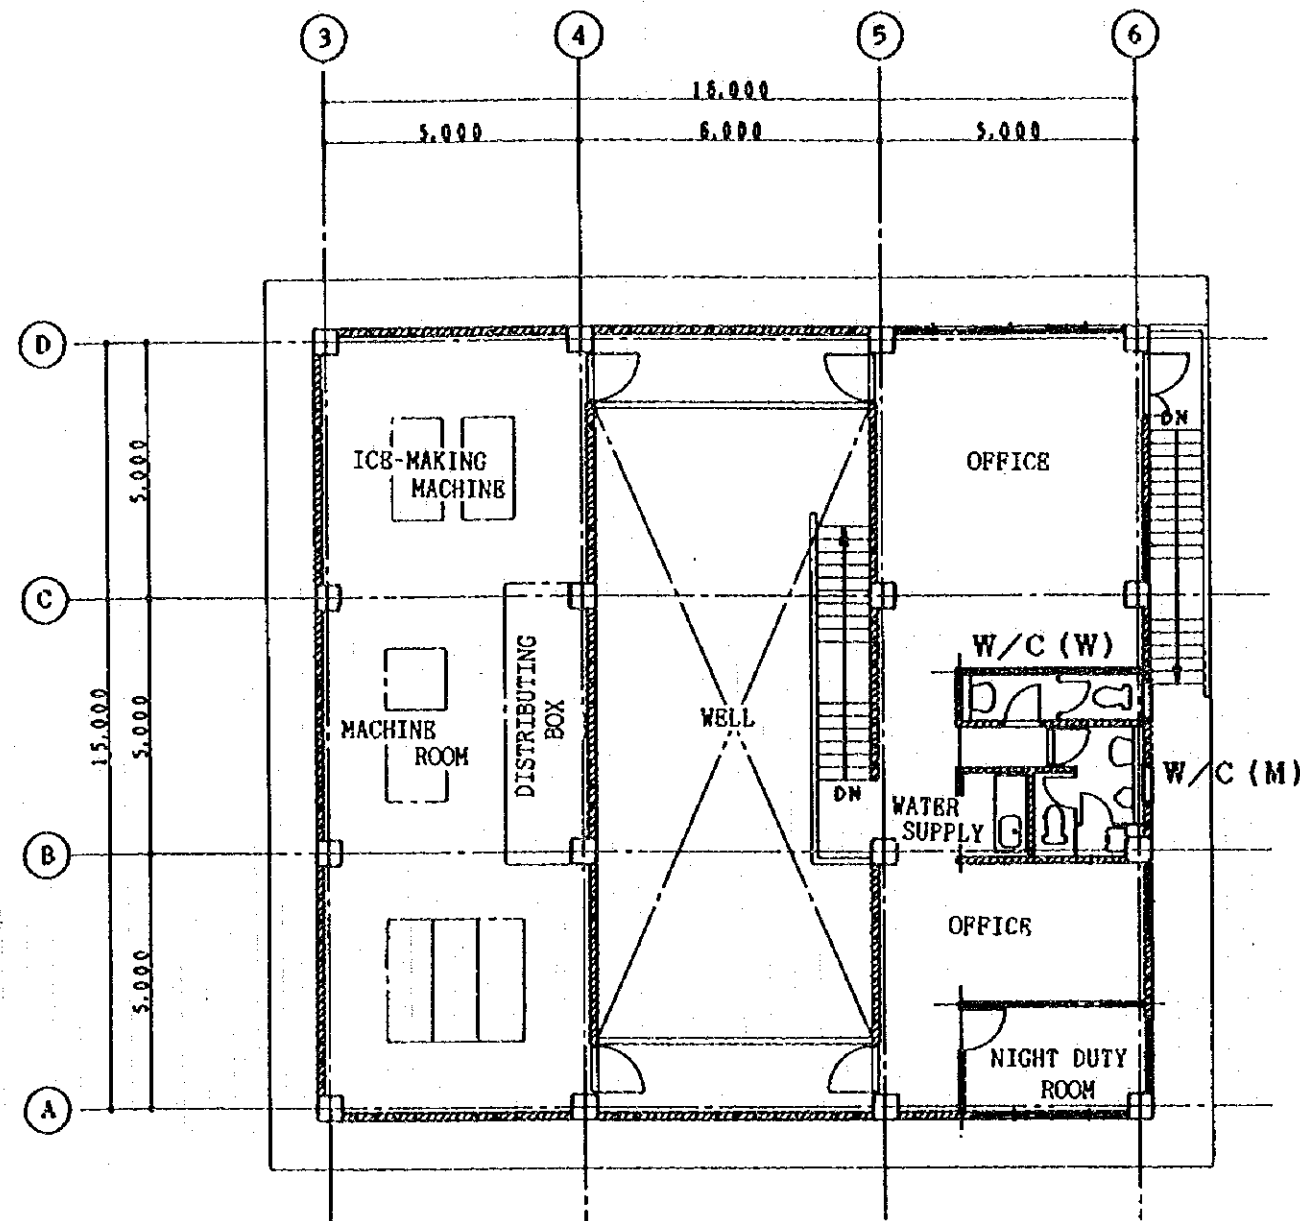 3
4
5
6
16,000
5,000
6,000
5,000
D
DN
5,000
ICE-MAKING
MACHINE
OFFICE
C
W/C (W)
DISTRIBUTING
BOX
15,000
5,000
MACHINE
ROOM
WELL
W/C (M)
DN
WATER
SUPPLY
B
OFFICE
5,000
NIGHT DUTY
ROOM
A